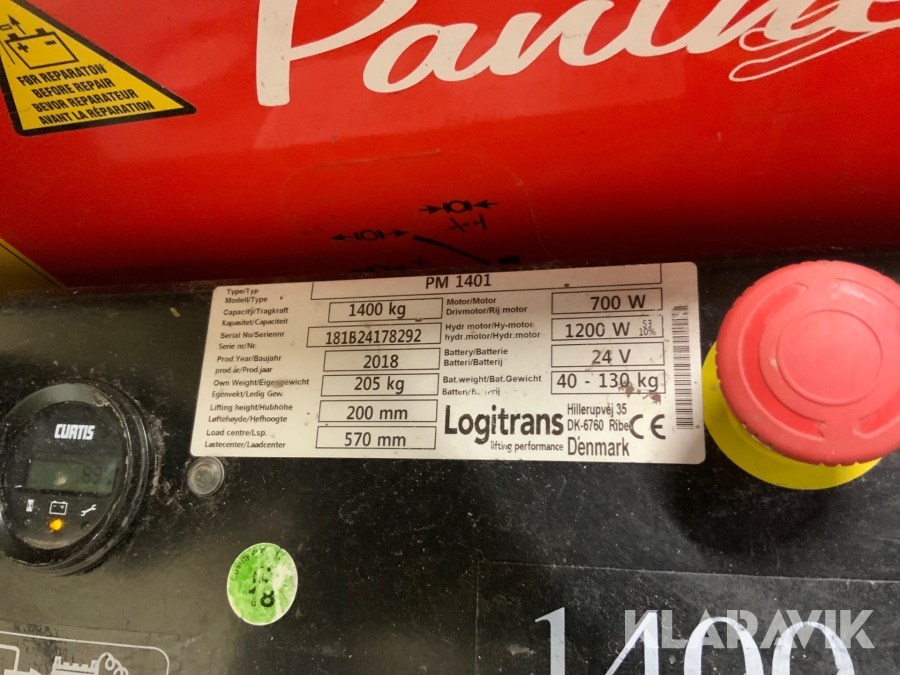 Panthe
FØR REPARATON
BEFORE REPAIR
BEVOR REPARATEUR
AVANT LA RÉPARATION
Type/Typ
Modell/Type
PM 1401
Capacity/Tragkraft
Kapasitet/Capaciteit
1400 kg
Serial No/Seriennr
Serie nr/Nr.
181B24178292
Prod.Year/Baujahr
prod.år/Prod.jaar
2018
Own Weight/Eigengewicht
Egenvekt/Ledig Gew.
205 kg
Lifting height/Hubhöhe
Løftehøyde/Hefhoogte
200 mm
Load centre/Lsp.
Lastecenter/Laadcenter
570 mm
Motor/Motor
Drivmotor/Rij motor
700 W
Hydr motor/Hy-motor
hydr.motor/Hydr.motor
1200 W S3 10%
Battery/Batterie
Batteri/Batterij
24 V
Bat.weight/Bat.Gewicht
40 - 130 kg
Logitrans
lifting performance
Hillerupvej 35
DK-6760 Ribe
Denmark
CE
CURTIS
1400
KLARAVIK